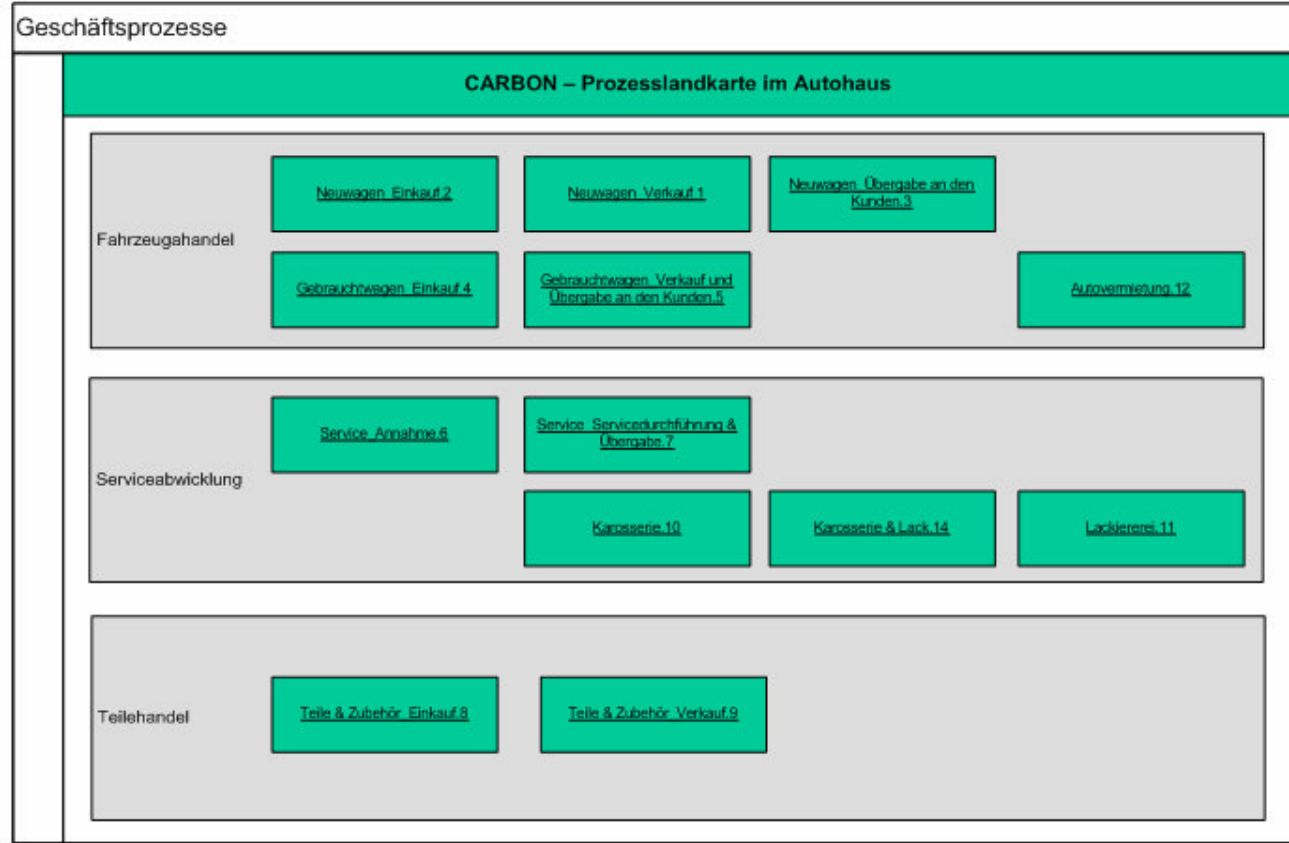 Geschäftsprozesse
CARBON – Prozesslandkarte im Autohaus
Fahrzeugahandel
Neuwagen_Einkauf.2
Neuwagen_Verkauf.1
Neuwagen_Übergabe an den
Kunden.3
Gebrauchtwagen_Einkauf.4
Gebrauchtwagen_Verkauf und
Übergabe an den Kunden.5
Autovermietung.12
Serviceabwicklung
Service_Annahme.6
Service_Servicedurchführung &
Übergabe.7
Karosserie.10
Karosserie & Lack.14
Lackiererei.11
Teilehandel
Teile & Zubehör_Einkauf.8
Teile & Zubehör_Verkauf.9